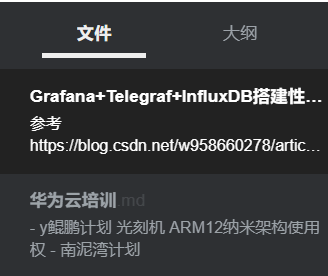 文件 大纲
Grafana+Telegraf+InfluxDB搭建性…
参考
https://blog.csdn.net/w958660278/artic…
华为云培训.md
- y鲲鹏计划 光刻机 ARM12纳米架构使用
权 - 南泥湾计划